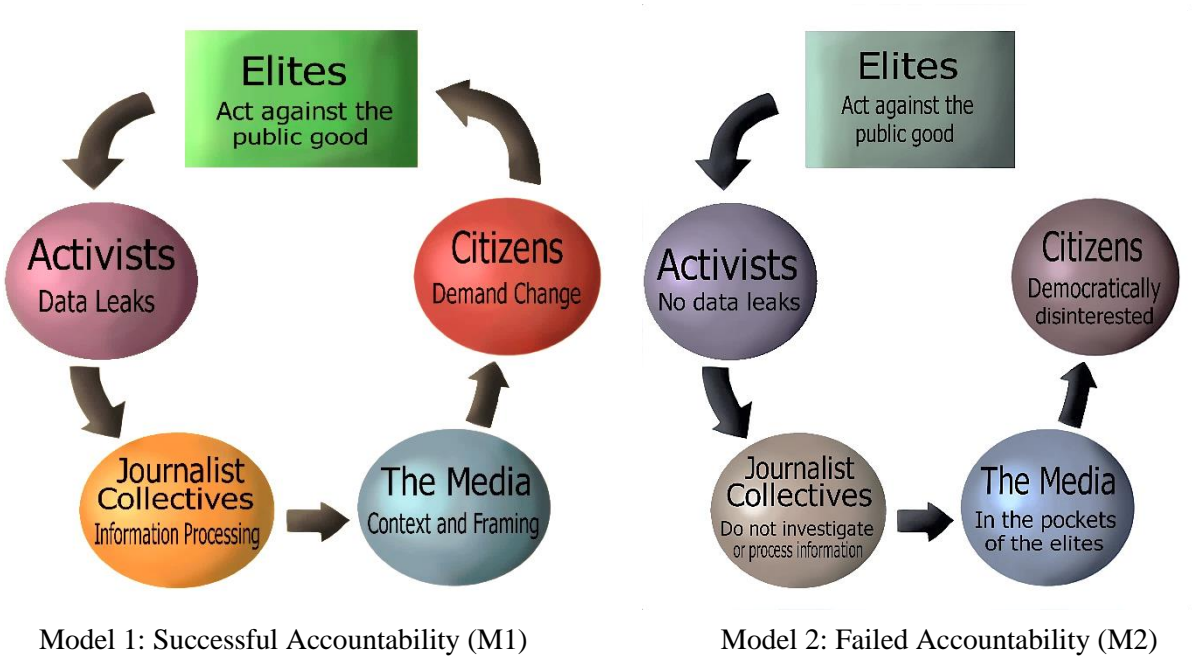 Elites
Act against the
public good
Activists
Data Leaks
Journalist
Collectives
Information Processing
The Media
Context and Framing
Citizens
Demand Change
Model 1: Successful Accountability (M1)
Elites
Act against the
public good
Activists
No data leaks
Journalist
Collectives
Do not investigate
or process information
The Media
In the pockets
of the elites
Citizens
Democratically
disinterested
Model 2: Failed Accountability (M2)